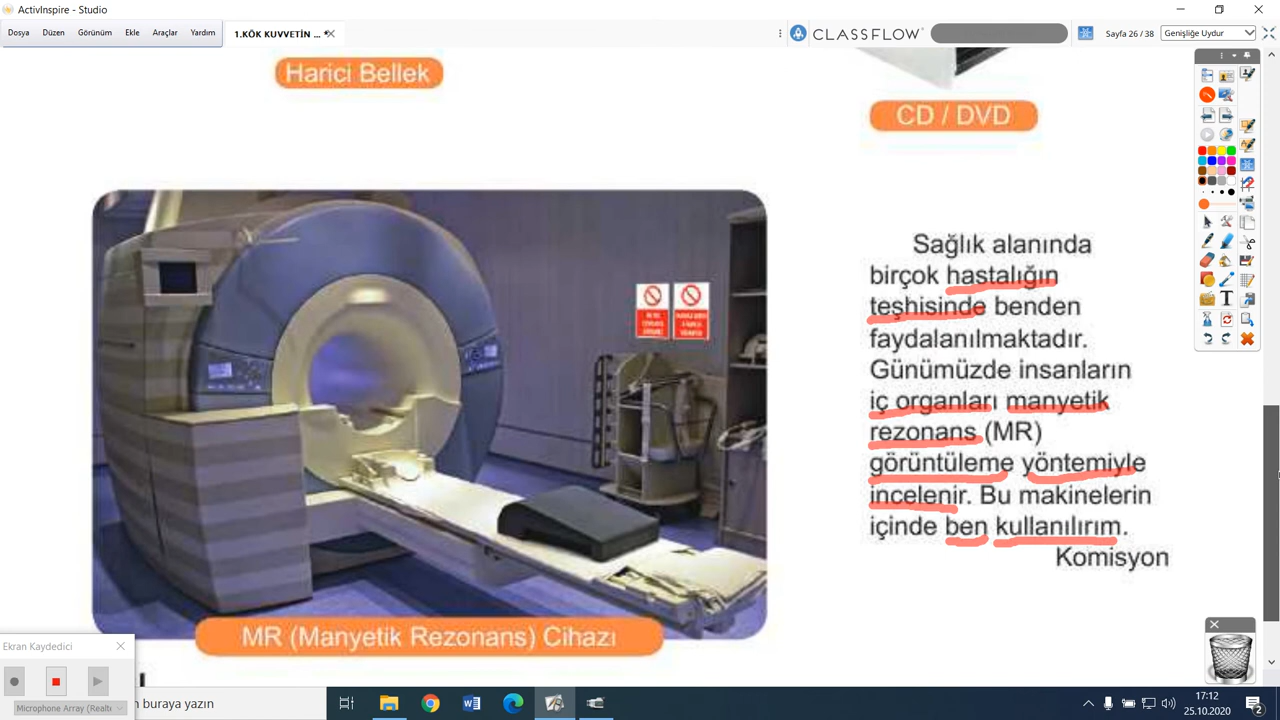 ActivInspire - Studio
Dosya Düzen Görünüm Ekle Araçlar Yardım
1.KÖK KUVVETİN ...
CLASSFLOW
Sayfa 26 / 38
Genişliğe Uydur
Harici Bellek
CD / DVD
Sağlık alanında
birçok hastalığın
teşhisinde benden
faydalanılmaktadır.
Günümüzde insanların
iç organları manyetik
rezonans (MR)
görüntüleme yöntemiyle
incelenir. Bu makinelerin
içinde ben kullanılırım.
Komisyon
MR (Manyetik Rezonans) Cihazı
Ekran Kaydedici
Microphone Array (Realte
n buraya yazın
17:12
25.10.2020
2